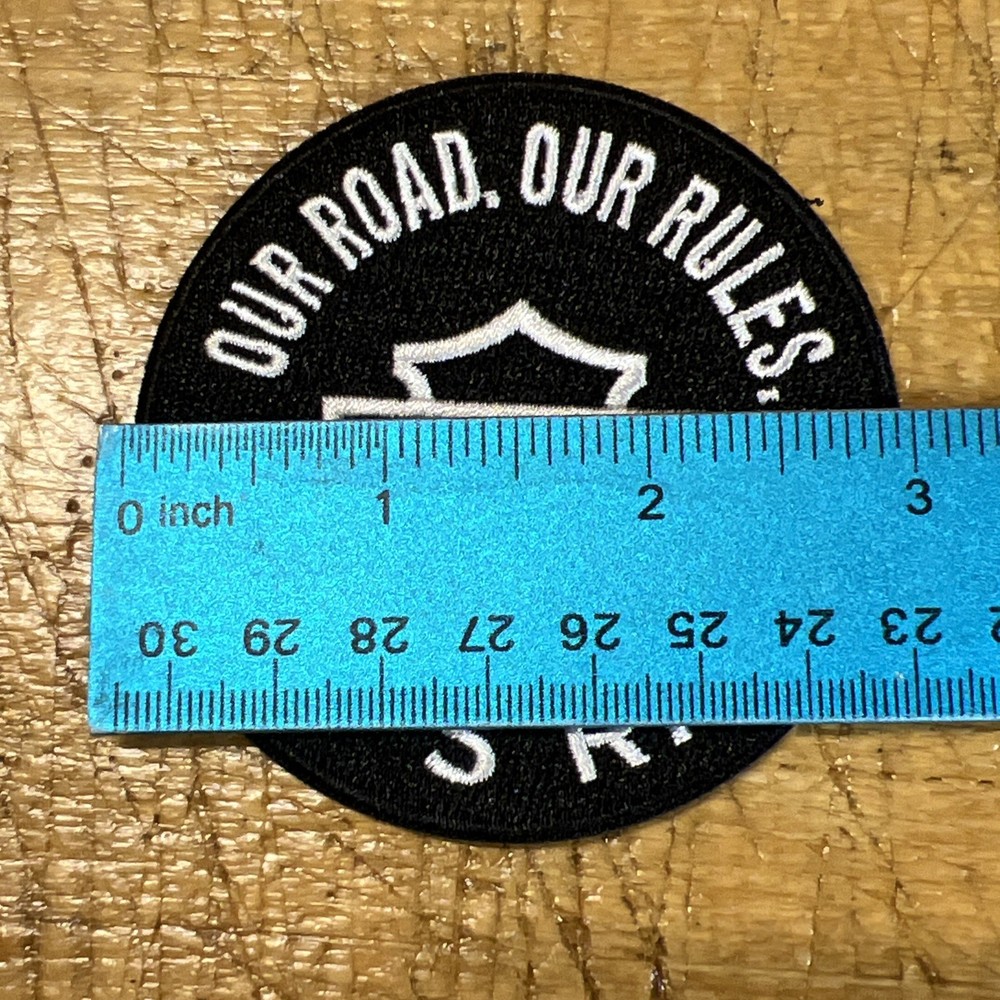 OUR ROAD. OUR RULES.
0 inch 1 2 3
30 29 28 27 26 25 24 23
S R